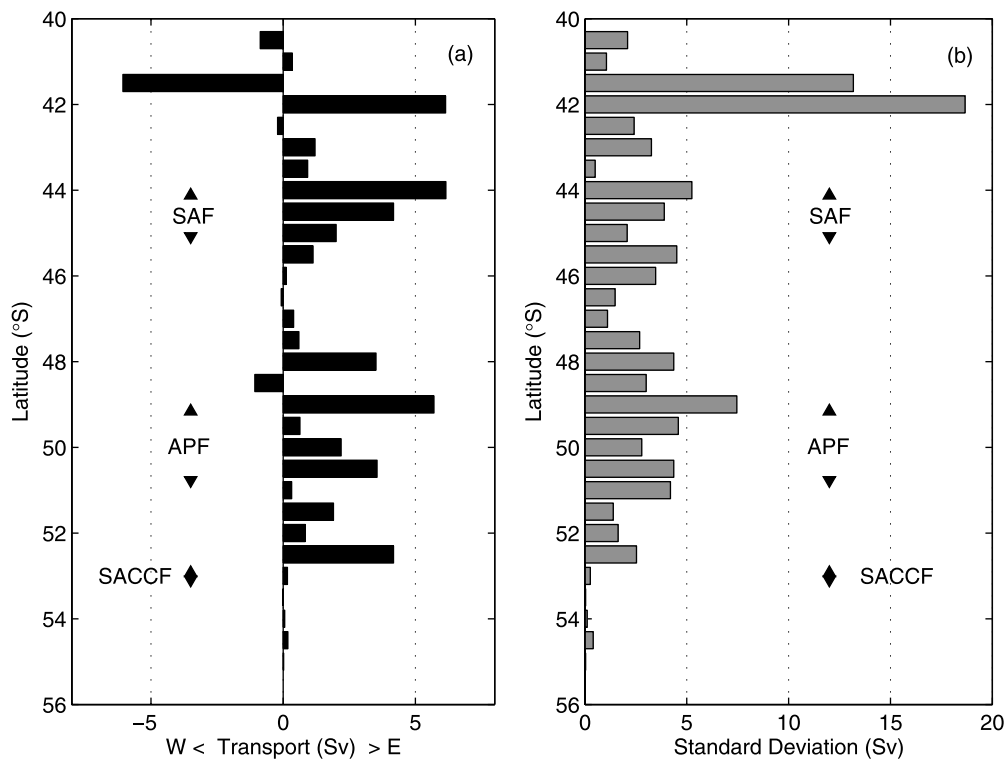 (a)
40
42
44
46
48
50
52
54
56
Latitude (°S)
SAF
APF
SACCF
−5
0
5
W < Transport (Sv) > E
(b)
40
42
44
46
48
50
52
54
56
Latitude (°S)
SAF
APF
SACCF
0
5
10
15
20
Standard Deviation (Sv)